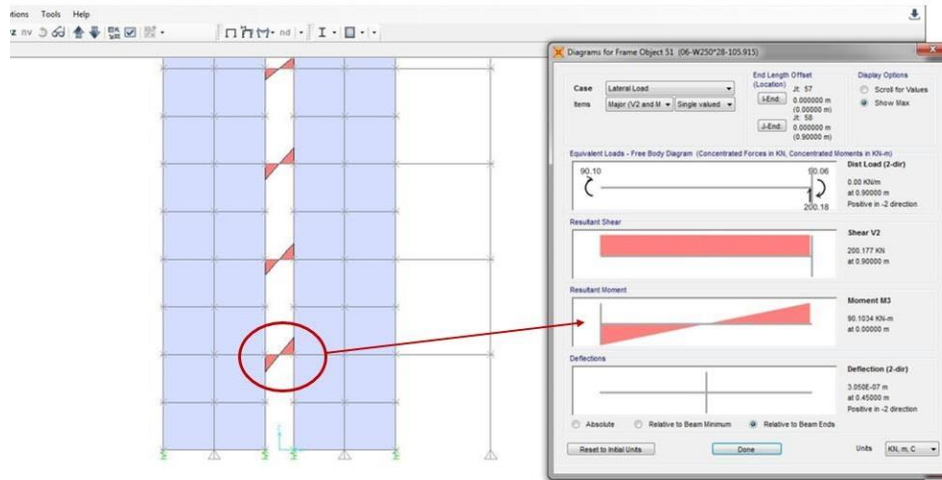 Tools Help
nv
nd
Diagrams for Frame Object 51 (06-W250*28-105.915)
Case Lateral Load
Items Major (V2 and M Single valued
End Length Offset
(Location)
I-End: Jt: 57
0.000000 m
(0.00000 m)
J-End: Jt: 58
0.000000 m
(0.90000 m)
Display Options
Scroll for Values
Show Max
Equivalent Loads - Free Body Diagram (Concentrated Forces in KN, Concentrated Moments in KN-m)
90.10
90.06
200.18
Dist Load (2-dir)
0.00 KN/m
at 0.90000 m
Positive in -2 direction
Resultant Shear
Shear V2
200.177 KN
at 0.90000 m
Resultant Moment
Moment M3
90.1034 KN-m
at 0.00000 m
Deflections
Deflection (2-dir)
3.050E-07 m
at 0.45000 m
Positive in -2 direction
Absolute Relative to Beam Minimum Relative to Beam Ends
Reset to Initial Units Done Units KN, m, C